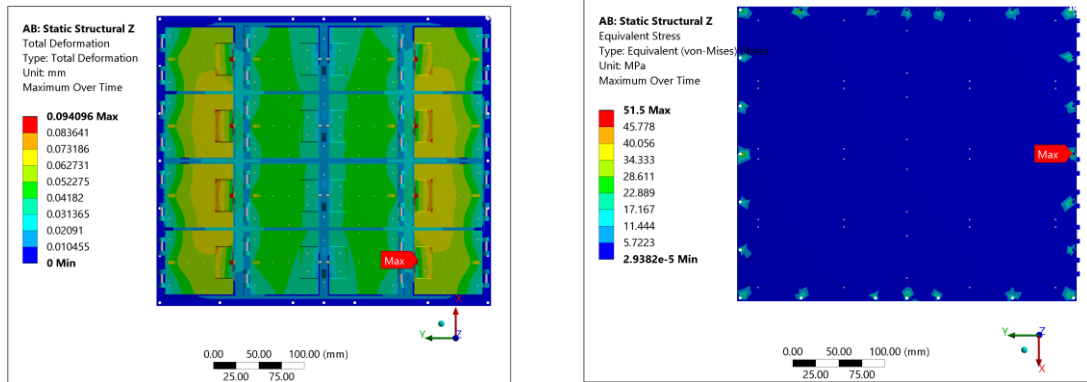 AB: Static Structural Z
Total Deformation
Type: Total Deformation
Unit: mm
Maximum Over Time
0.094096 Max
0.083641
0.073186
0.062731
0.052275
0.04182
0.031365
0.02091
0.010455
0 Min
Max
X
Y
Z
0.00 50.00 100.00 (mm)
25.00 75.00
AB: Static Structural Z
Equivalent Stress
Type: Equivalent (von-Mises) Stress
Unit: MPa
Maximum Over Time
51.5 Max
45.778
40.056
34.333
28.611
22.889
17.167
11.444
5.7223
2.9382e-5 Min
Max
Y
Z
X
0.00 50.00 100.00 (mm)
25.00 75.00